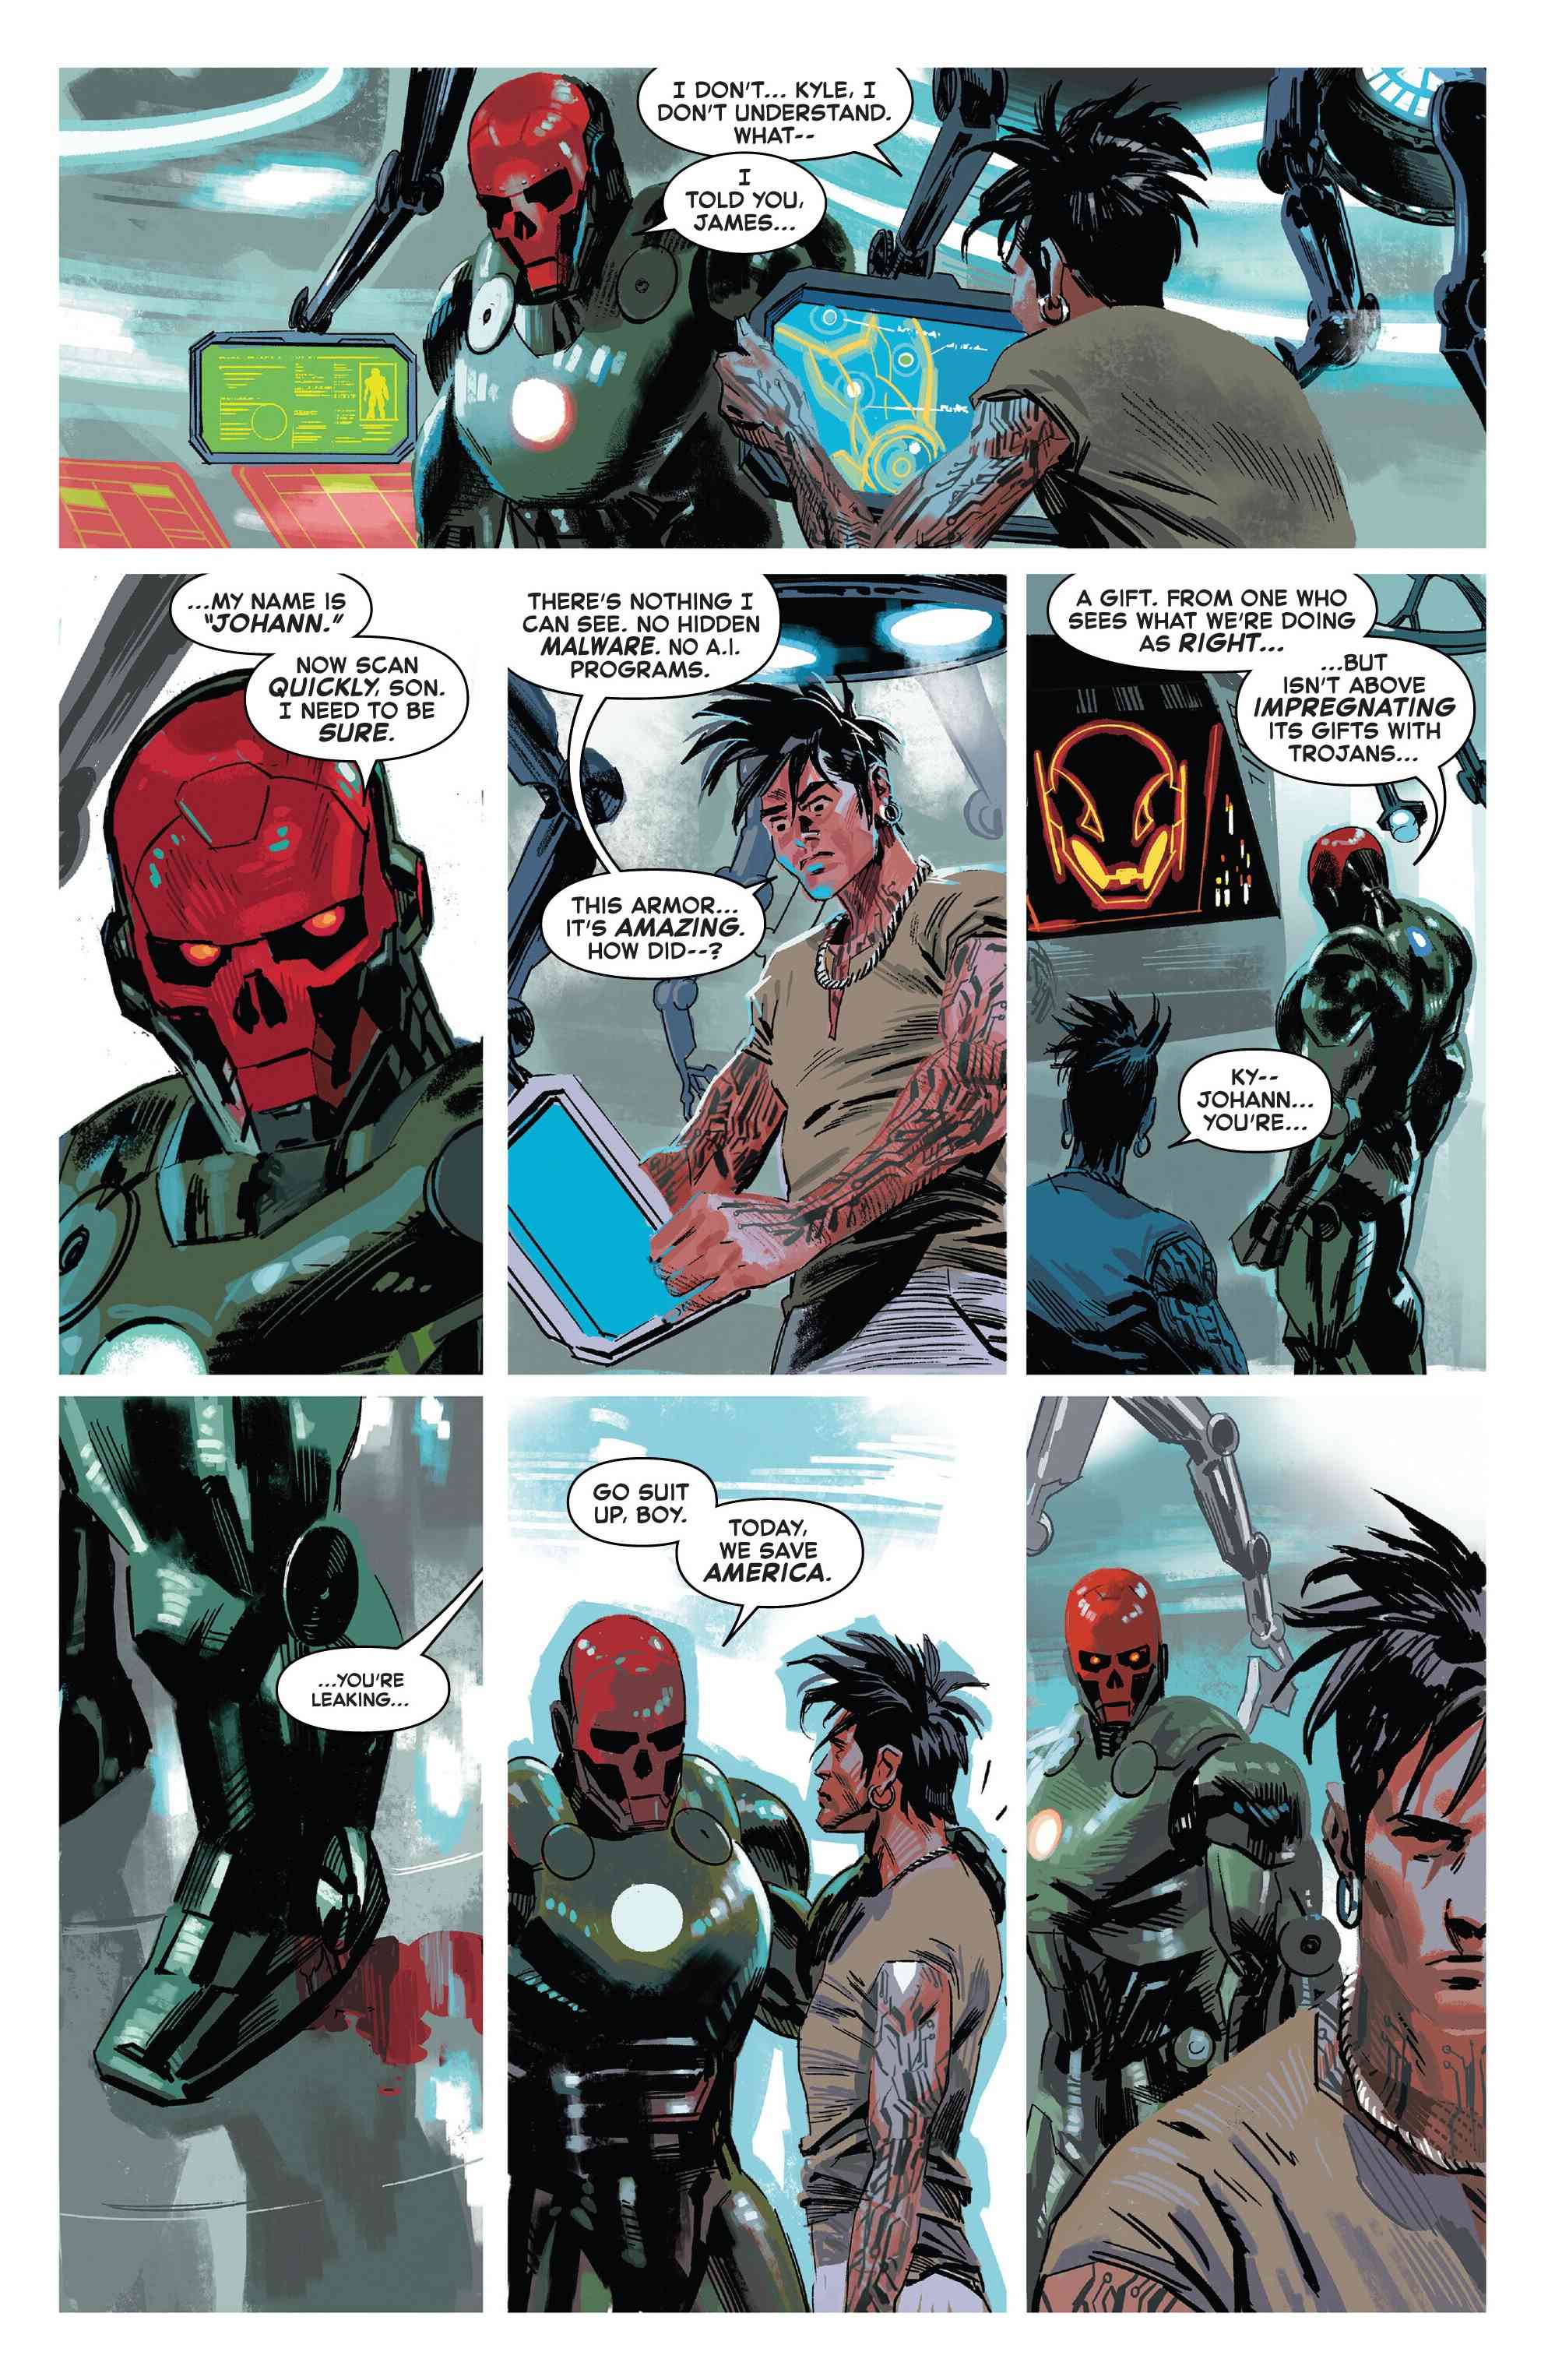 I DON'T... KYLE, I
DON'T UNDERSTAND.
WHAT--
I
TOLD YOU,
JAMES...
...MY NAME IS
"JOHANN."
NOW SCAN
QUICKLY, SON.
I NEED TO BE
SURE.
THERE'S NOTHING I
CAN SEE. NO HIDDEN
MALWARE. NO A.I.
PROGRAMS.
THIS ARMOR...
IT'S AMAZING.
HOW DID--?
A GIFT. FROM ONE WHO
SEES WHAT WE'RE DOING
AS RIGHT...
...BUT
ISN'T ABOVE
IMPREGNATING
ITS GIFTS WITH
TROJANS...
KY--
JOHANN...
YOU'RE...
...YOU'RE
LEAKING...
GO SUIT
UP, BOY.
TODAY,
WE SAVE
AMERICA.